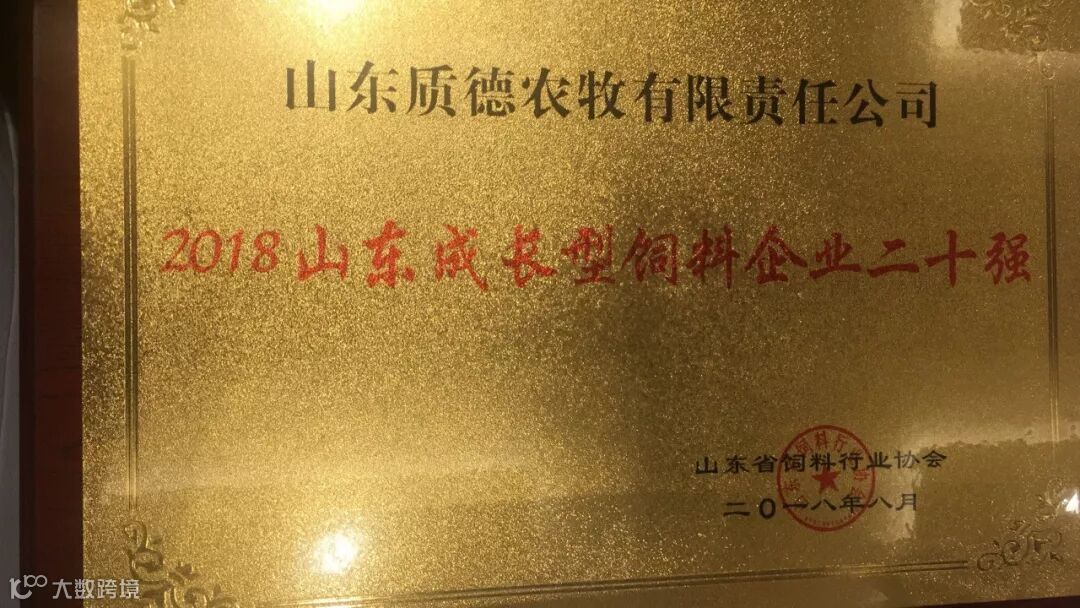 山东质德农牧有限责任公司
2018山东成长型饲料企业二十强
山东省饲料行业协会
二〇一八年八月
大数跨境